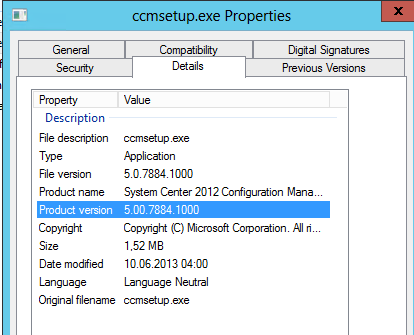 ccmsetup.exe Properties
x
General Compatibility Digital Signatures
Security Details Previous Versions
Property Value
Description
File description ccmsetup.exe
Type Application
File version 5.0.7884.1000
Product name System Center 2012 Configuration Mana...
Product version 5.00.7884.1000
Copyright Copyright (C) Microsoft Corporation. All ri...
Size 1,52 MB
Date modified 10.06.2013 04:00
Language Language Neutral
Original filename ccmsetup.exe